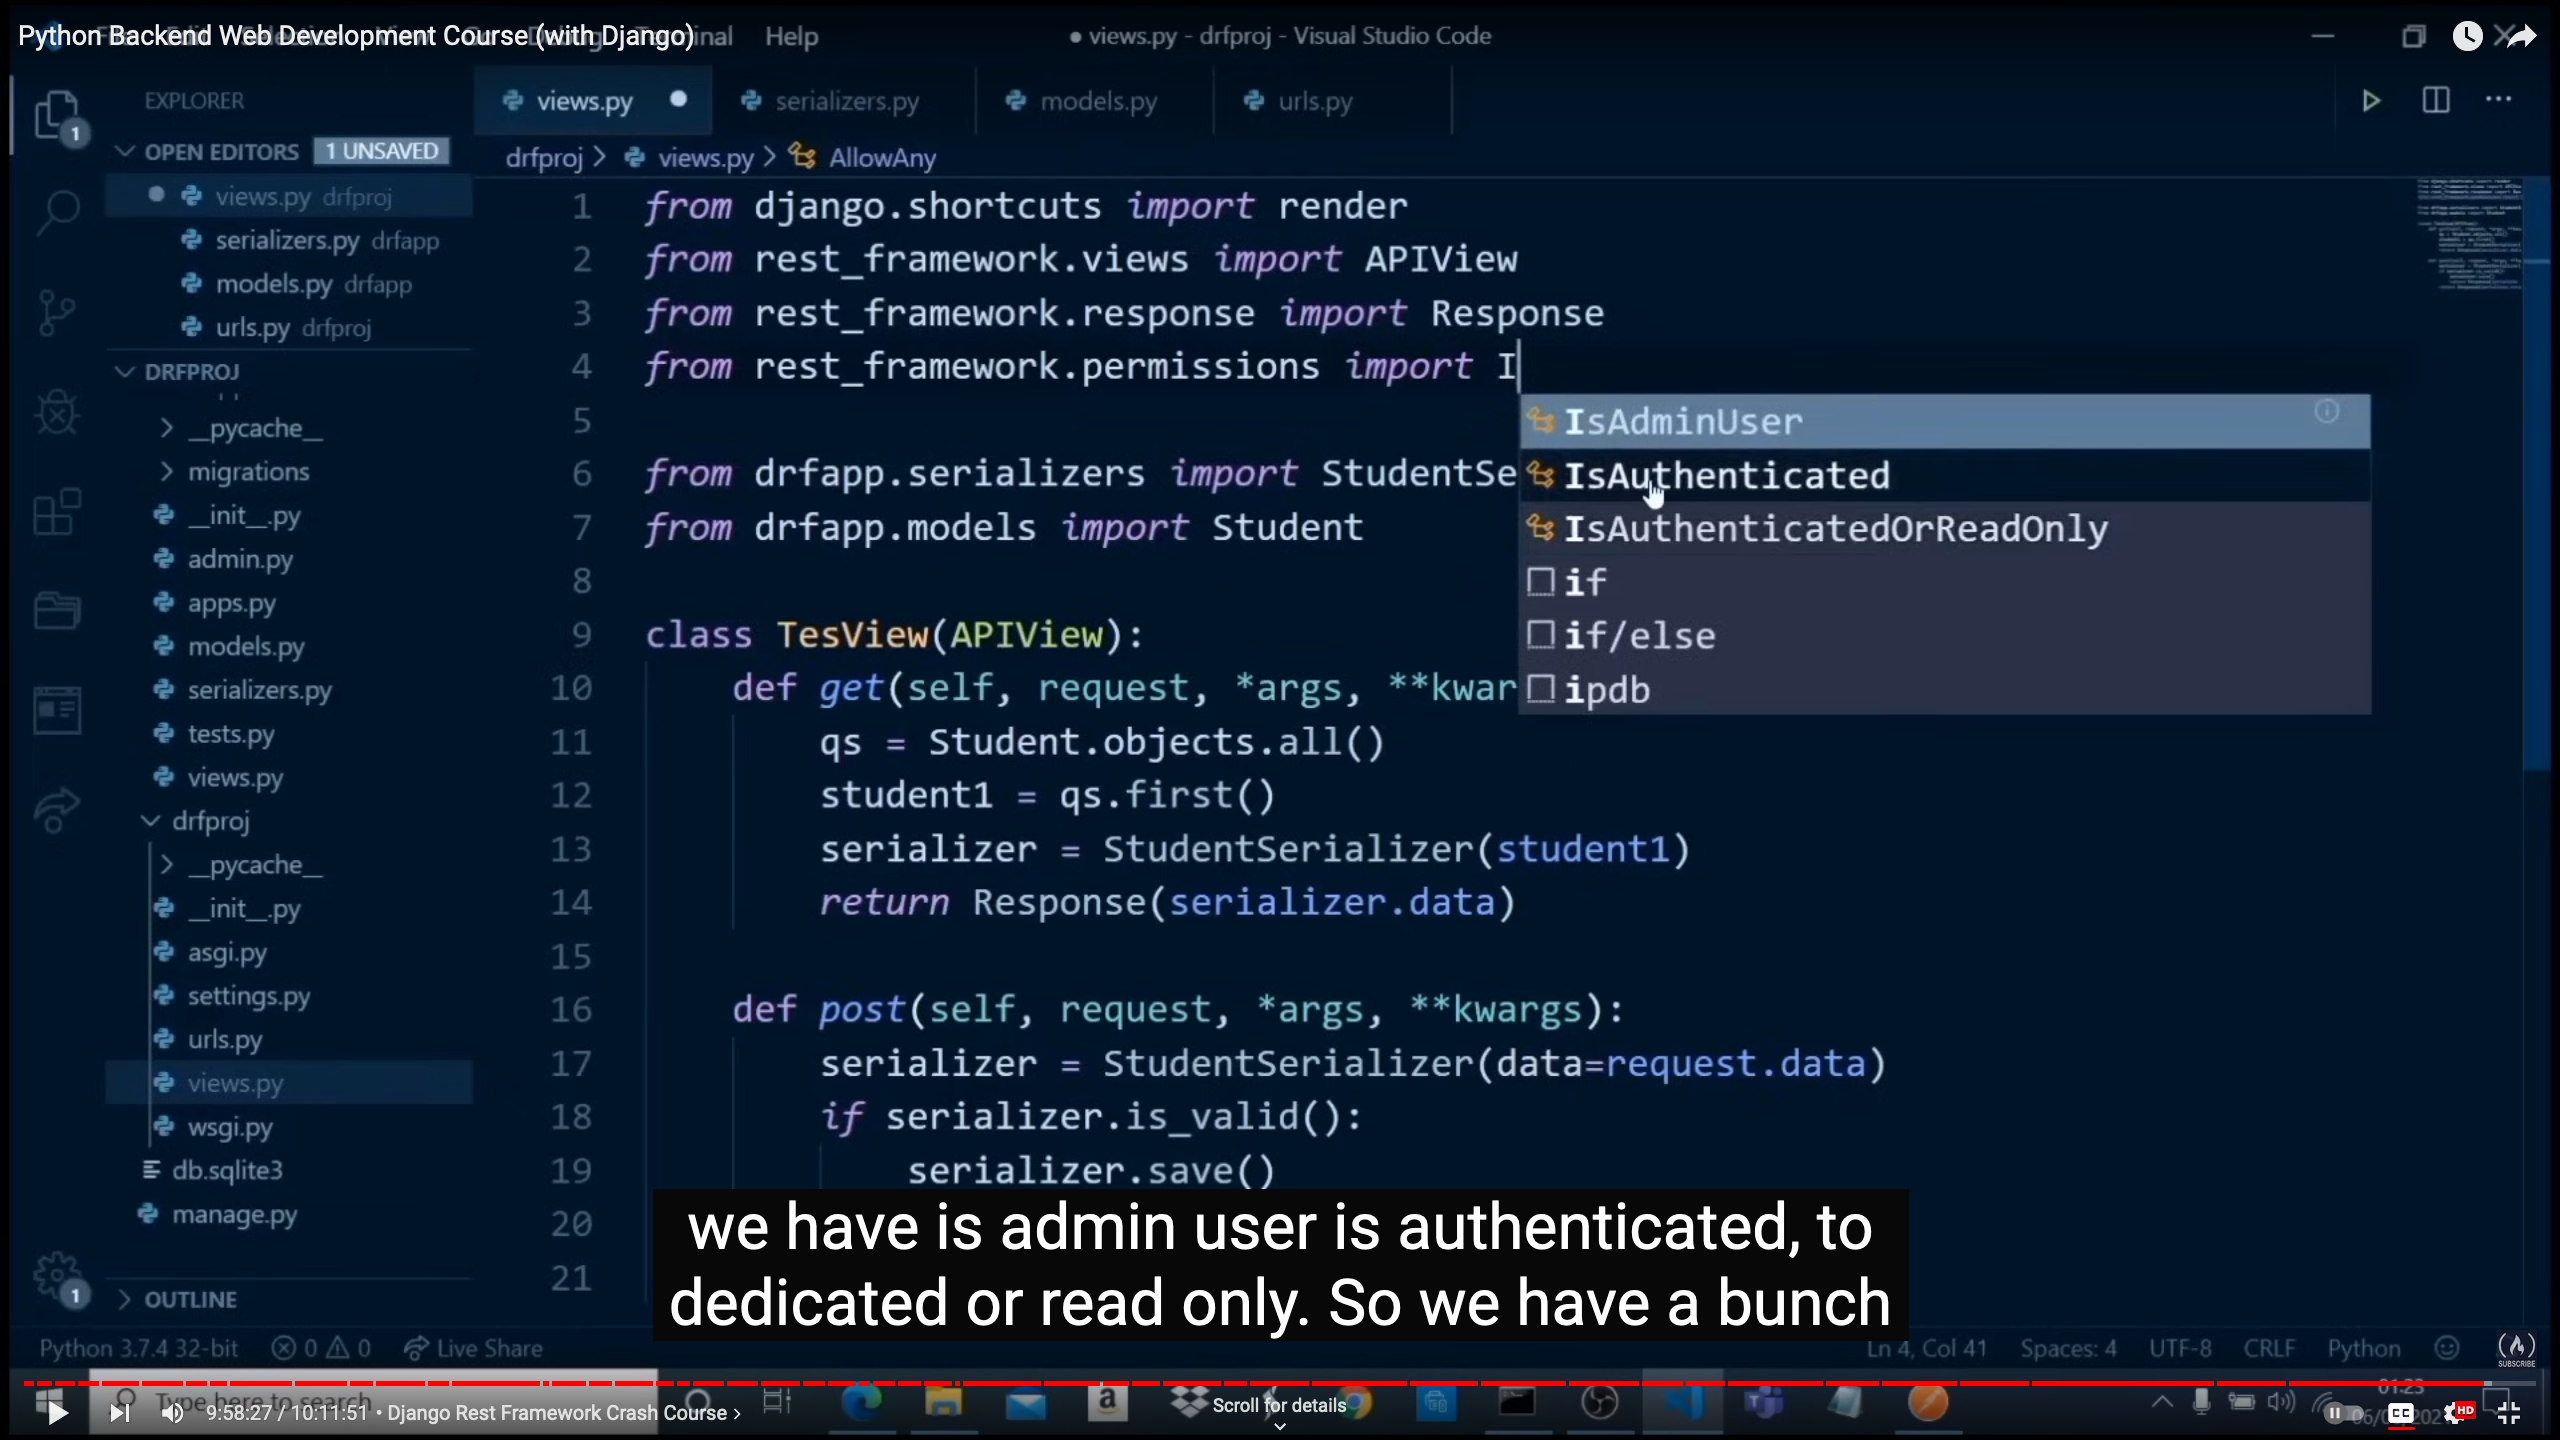 Python Backend Web Development Course (with Django)
Help
● views.py - drfproj - Visual Studio Code
EXPLORER
views.py
serializers.py
models.py
urls.py
OPEN EDITORS 1 UNSAVED
drfproj > views.py > AllowAny
views.py drfproj
serializers.py drfapp
models.py drfapp
urls.py drfproj
DRFPROJ
__pycache__
migrations
__init__.py
admin.py
apps.py
models.py
serializers.py
tests.py
views.py
drfproj
__pycache__
__init__.py
asgi.py
settings.py
urls.py
views.py
wsgi.py
db.sqlite3
manage.py
OUTLINE
1
1
1 from django.shortcuts import render
2 from rest_framework.views import APIView
3 from rest_framework.response import Response
4 from rest_framework.permissions import I
5
6 from drfapp.serializers import StudentSe
7 from drfapp.models import Student
8
9 class TesView(APIView):
10 def get(self, request, *args, **kwar
11 qs = Student.objects.all()
12 student1 = qs.first()
13 serializer = StudentSerializer(student1)
14 return Response(serializer.data)
15
16 def post(self, request, *args, **kwargs):
17 serializer = StudentSerializer(data=request.data)
18 if serializer.is_valid():
19 serializer.save()
20
21
IsAdminUser
IsAuthenticated
IsAuthenticatedOrReadOnly
if
if/else
ipdb
we have is admin user is authenticated, to
dedicated or read only. So we have a bunch
Python 3.7.4 32-bit 0 0 Live Share
Ln 4, Col 41 Spaces: 4 UTF-8 CRLF Python
SUBSCRIBE
Type here to search
01:23
9:58:27 / 10:11:51 • Django Rest Framework Crash Course >
Scroll for details
CC
HD